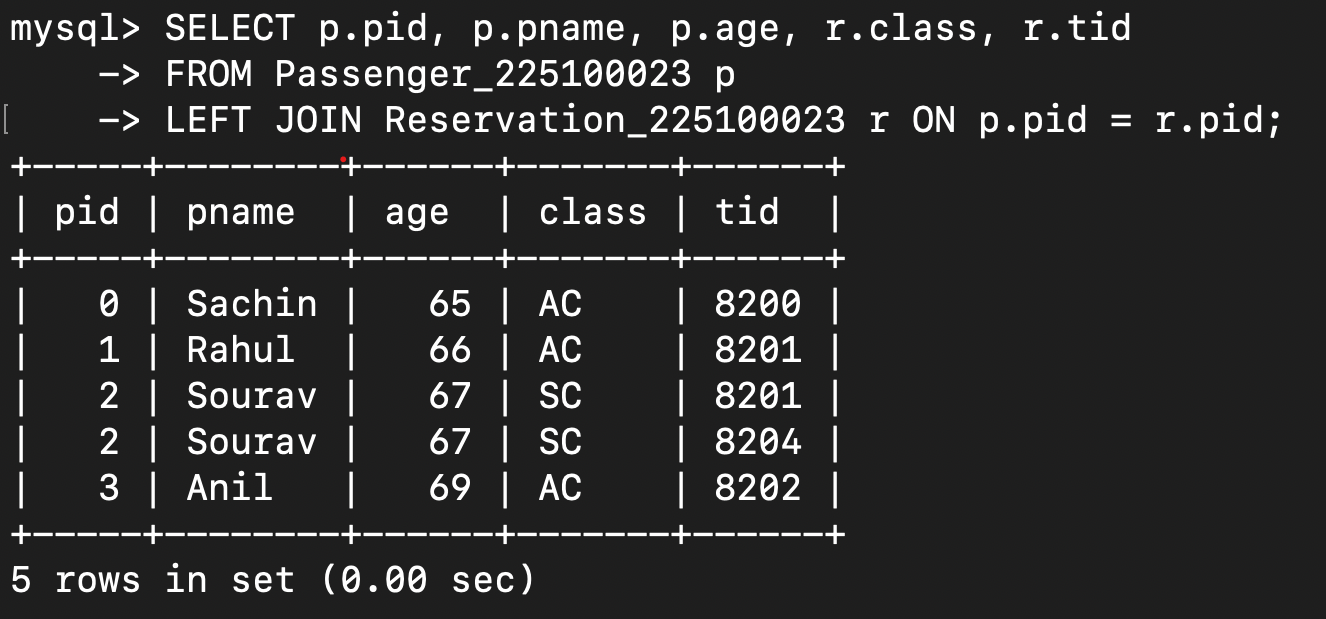 mysql> SELECT p.pid, p.pname, p.age, r.class, r.tid
    -> FROM Passenger_225100023 p
[   -> LEFT JOIN Reservation_225100023 r ON p.pid = r.pid;
+-----+--------+------+-------+------+
| pid | pname  | age  | class | tid  |
+-----+--------+------+-------+------+
|   0 | Sachin |   65 | AC    | 8200 |
|   1 | Rahul  |   66 | AC    | 8201 |
|   2 | Sourav |   67 | SC    | 8201 |
|   2 | Sourav |   67 | SC    | 8204 |
|   3 | Anil   |   69 | AC    | 8202 |
+-----+--------+------+-------+------+
5 rows in set (0.00 sec)